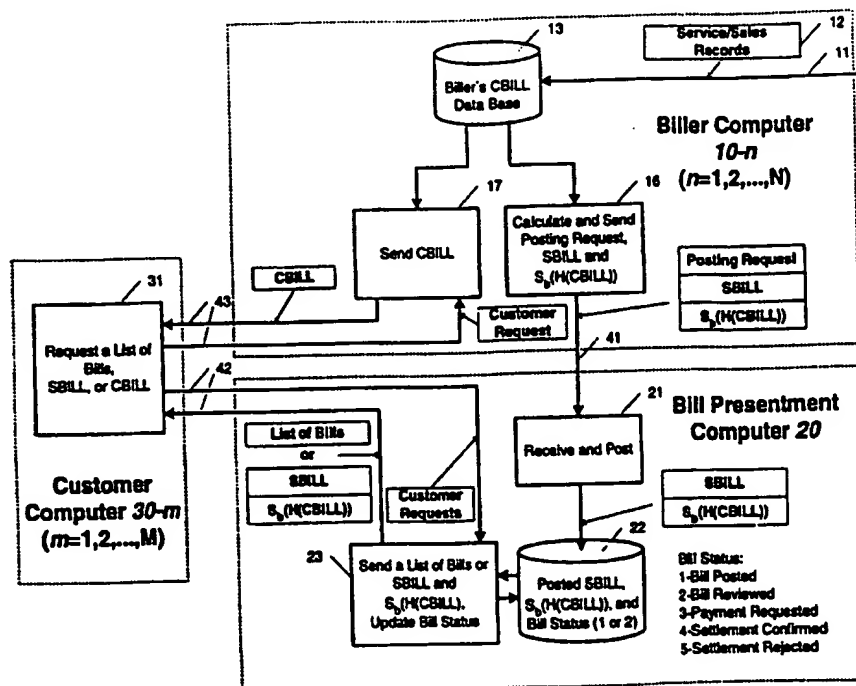 13
Service/Sales
Records
12
11
Biller's CBILL
Data Base
Biller Computer
10-n
(n=1,2,...,N)
17
16
Send CBILL
Calculate and Send
Posting Request,
SBILL and
S_b(H(CBILL))
Posting Request
SBILL
S_b(H(CBILL))
31
43
CBILL
Customer
Request
41
Request a List of
Bills,
SBILL, or CBILL
42
21
Bill Presentment
Computer 20
Receive and Post
List of Bills
or
SBILL
S_b(H(CBILL))
Customer
Requests
SBILL
S_b(H(CBILL))
Customer
Computer 30-m
(m=1,2,...,M)
23
22
Send a List of Bills or
SBILL and
S_b(H(CBILL),
Update Bill Status
Posted SBILL,
S_b(H(CBILL)), and
Bill Status (1 or 2)
Bill Status:
1-Bill Posted
2-Bill Reviewed
3-Payment Requested
4-Settlement Confirmed
5-Settlement Rejected